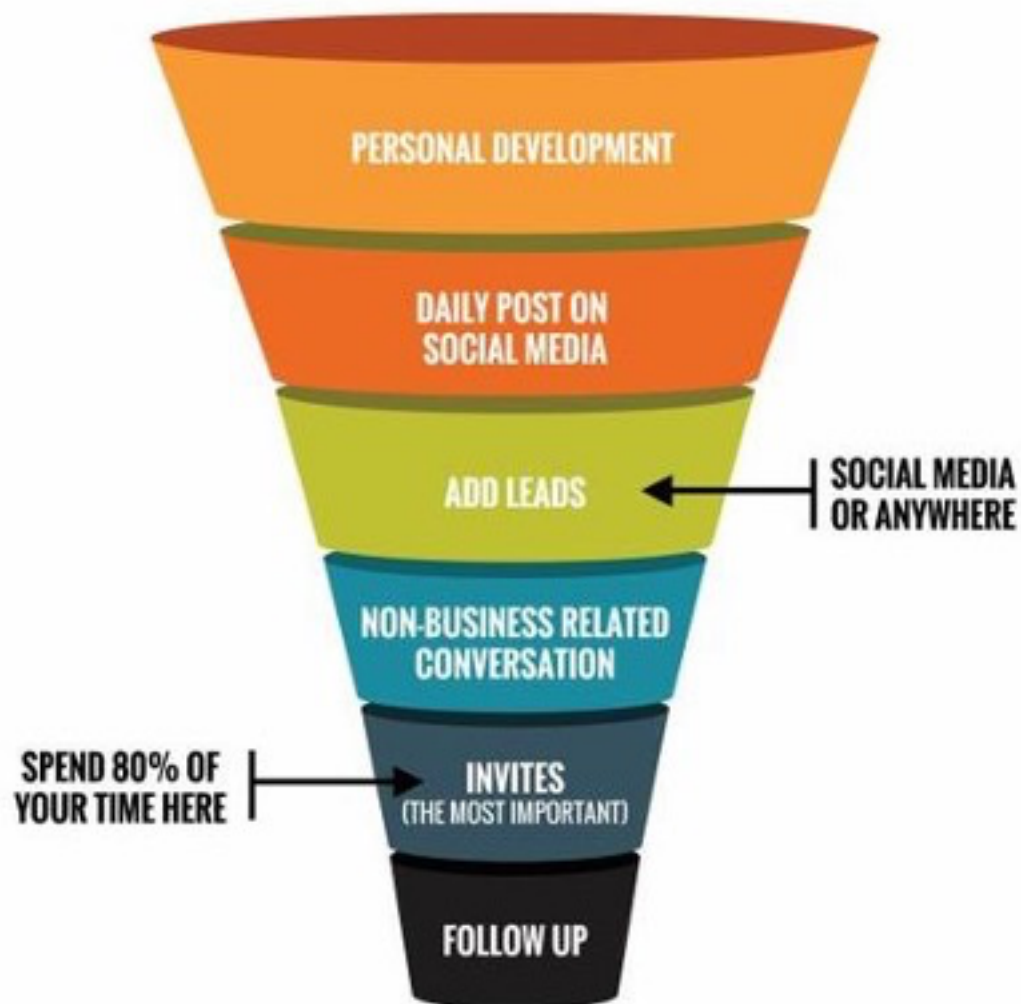 PERSONAL DEVELOPMENT
DAILY POST ON
SOCIAL MEDIA
ADD LEADS
SOCIAL MEDIA
OR ANYWHERE
NON-BUSINESS RELATED
CONVERSATION
SPEND 80% OF
YOUR TIME HERE
INVITES
(THE MOST IMPORTANT)
FOLLOW UP